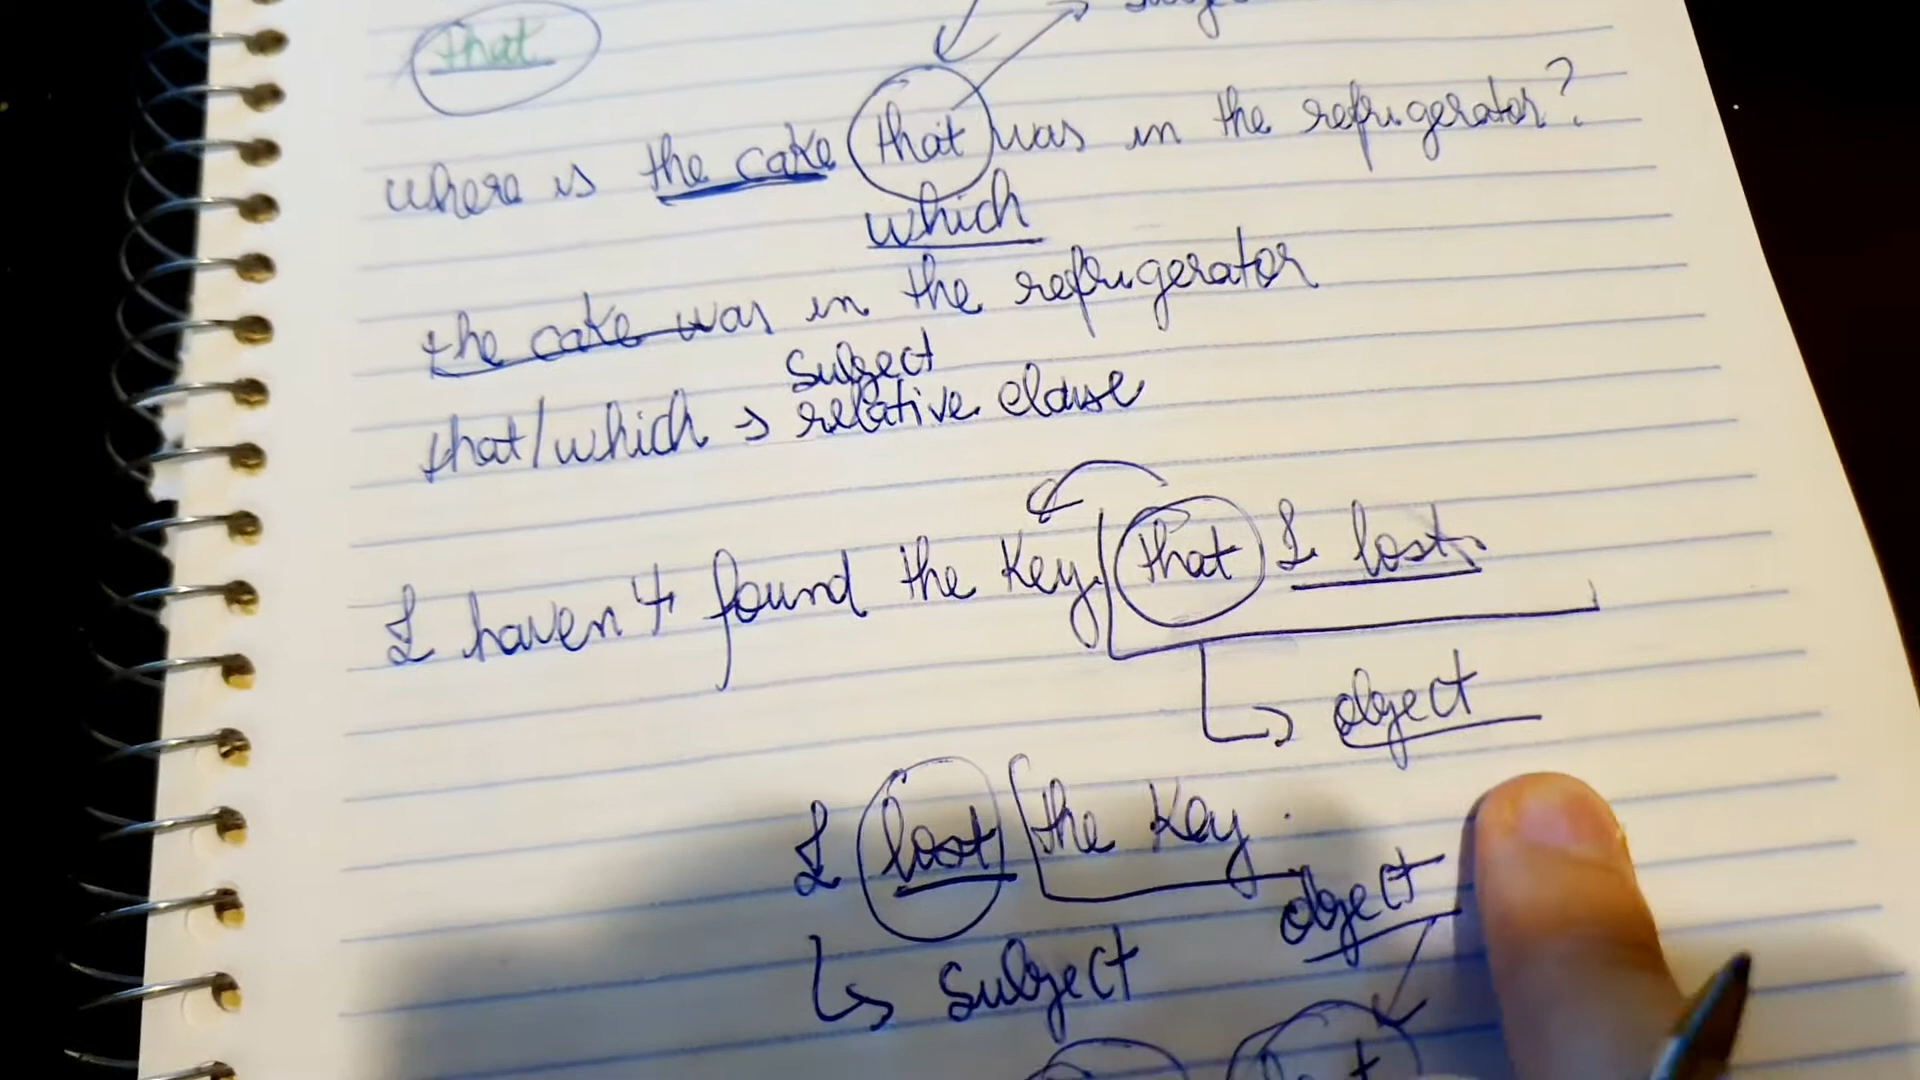 that
where is the cake that was in the refrigerator?
which
the cake was in the refrigerator
subject
that/which → relative clause
I haven't found the key that I lost.
object
I lost the key.
object
subject